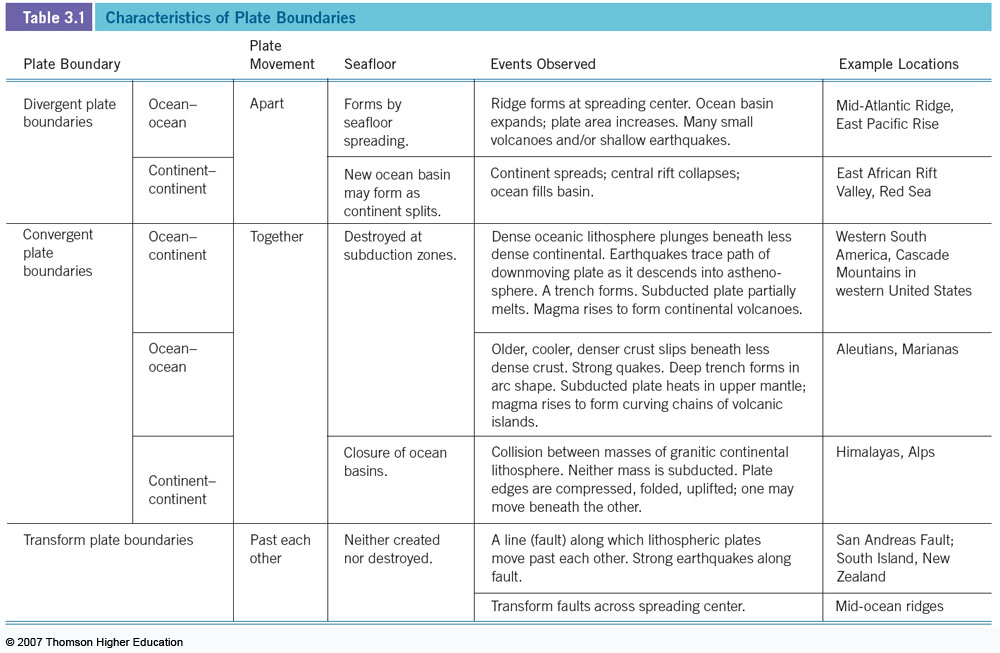 Table 3.1 Characteristics of Plate Boundaries
Plate Boundary
Plate
Movement
Seafloor
Events Observed
Example Locations
Divergent plate
boundaries
Ocean–
ocean
Apart
Forms by
seafloor
spreading.
Ridge forms at spreading center. Ocean basin
expands; plate area increases. Many small
volcanoes and/or shallow earthquakes.
Mid-Atlantic Ridge,
East Pacific Rise
Continent–
continent
New ocean basin
may form as
continent splits.
Continent spreads; central rift collapses;
ocean fills basin.
East African Rift
Valley, Red Sea
Convergent
plate
boundaries
Ocean–
continent
Together
Destroyed at
subduction zones.
Dense oceanic lithosphere plunges beneath less
dense continental. Earthquakes trace path of
downmoving plate as it descends into astheno-
sphere. A trench forms. Subducted plate partially
melts. Magma rises to form continental volcanoes.
Western South
America, Cascade
Mountains in
western United States
Ocean–
ocean
Older, cooler, denser crust slips beneath less
dense crust. Strong quakes. Deep trench forms in
arc shape. Subducted plate heats in upper mantle;
magma rises to form curving chains of volcanic
islands.
Aleutians, Marianas
Continent–
continent
Closure of ocean
basins.
Collision between masses of granitic continental
lithosphere. Neither mass is subducted. Plate
edges are compressed, folded, uplifted; one may
move beneath the other.
Himalayas, Alps
Transform plate boundaries
Past each
other
Neither created
nor destroyed.
A line (fault) along which lithospheric plates
move past each other. Strong earthquakes along
fault.
San Andreas Fault;
South Island, New
Zealand
Transform faults across spreading center.
Mid-ocean ridges
© 2007 Thomson Higher Education